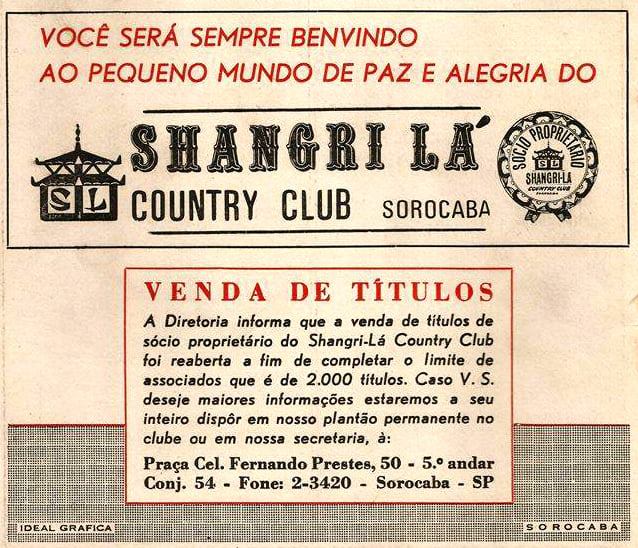 VOCÊ SERÁ SEMPRE BENVINDO
AO PEQUENO MUNDO DE PAZ E ALEGRIA DO
SL
SHANGRI LÁ
COUNTRY CLUB SOROCABA
SÓCIO PROPRIETÁRIO
SL
SHANGRI-LA
COUNTRY CLUB
SOROCABA
VENDA DE TÍTULOS
A Diretoria informa que a venda de títulos de
sócio proprietário do Shangri-Lá Country Club
foi reaberta a fim de completar o limite de
associados que é de 2.000 títulos. Caso V. S.
deseje maiores informações estaremos a seu
inteiro dispôr em nosso plantão permanente no
clube ou em nossa secretaria, à:
Praça Cel. Fernando Prestes, 50 - 5.º andar
Conj. 54 - Fone: 2-3420 - Sorocaba - SP
IDEAL GRAFICA
SOROCABA